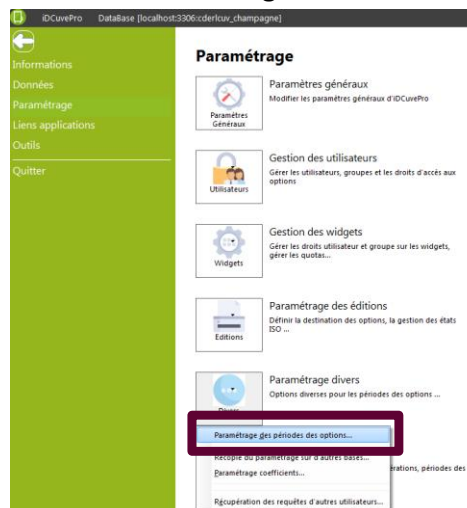 iDCuvePro DataBase [localhost:3306:cderlcuv_champagne]
Informations
Données
Paramétrage
Liens applications
Outils
Quitter
Paramétrage
Paramètres Généraux
Paramètres généraux
Modifier les paramètres généraux d'iDCuvePro
Utilisateurs
Gestion des utilisateurs
Gérer les utilisateurs, groupes et les droits d'accès aux
options
Widgets
Gestion des widgets
Gérer les droits utilisateur et groupe sur les widgets,
gérer les quotas...
Editions
Paramétrage des éditions
Définir la destination des options, la gestion des états
ISO ...
Divers
Paramétrage divers
Options diverses pour les périodes des options ...
Paramétrage des périodes des options...
Recopie du paramétrage sur d'autres bases...
Paramétrage coefficients...
érations, périodes des
Récupération des requêtes d'autres utilisateurs...